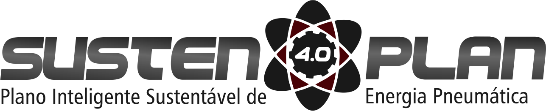 SUSTEN 4.0 PLAN
Plano Inteligente Sustentável de Energia Pneumática